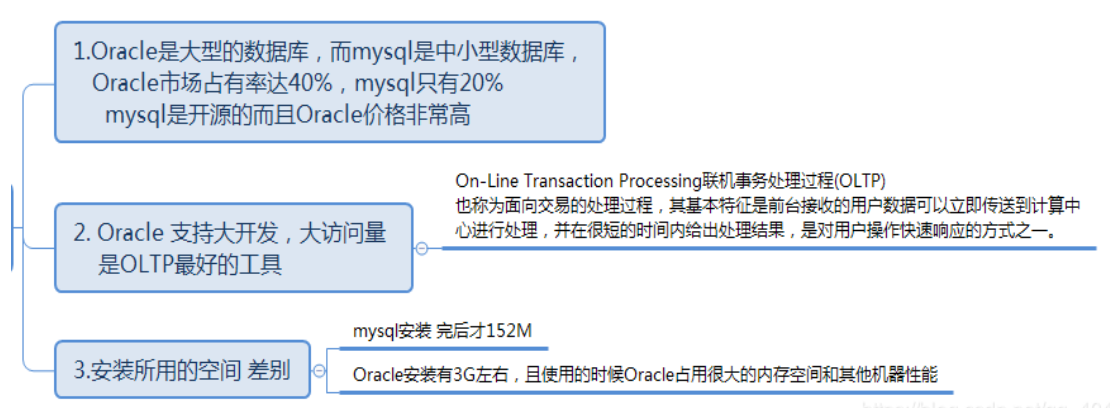 1.Oracle是大型的数据库，而mysql是中小型数据库，
Oracle市场占有率达40%，mysql只有20%
mysql是开源的而且Oracle价格非常高
On-Line Transaction Processing联机事务处理过程(OLTP)
也称为面向交易的处理过程，其基本特征是前台接收的用户数据可以立即传送到计算中
心进行处理，并在很短的时间内给出处理结果，是对用户操作快速响应的方式之一。
2. Oracle 支持大开发，大访问量
是OLTP最好的工具
mysql安装 完后才152M
3.安装所用的空间 差别
Oracle安装有3G左右，且使用的时候Oracle占用很大的内存空间和其他机器性能